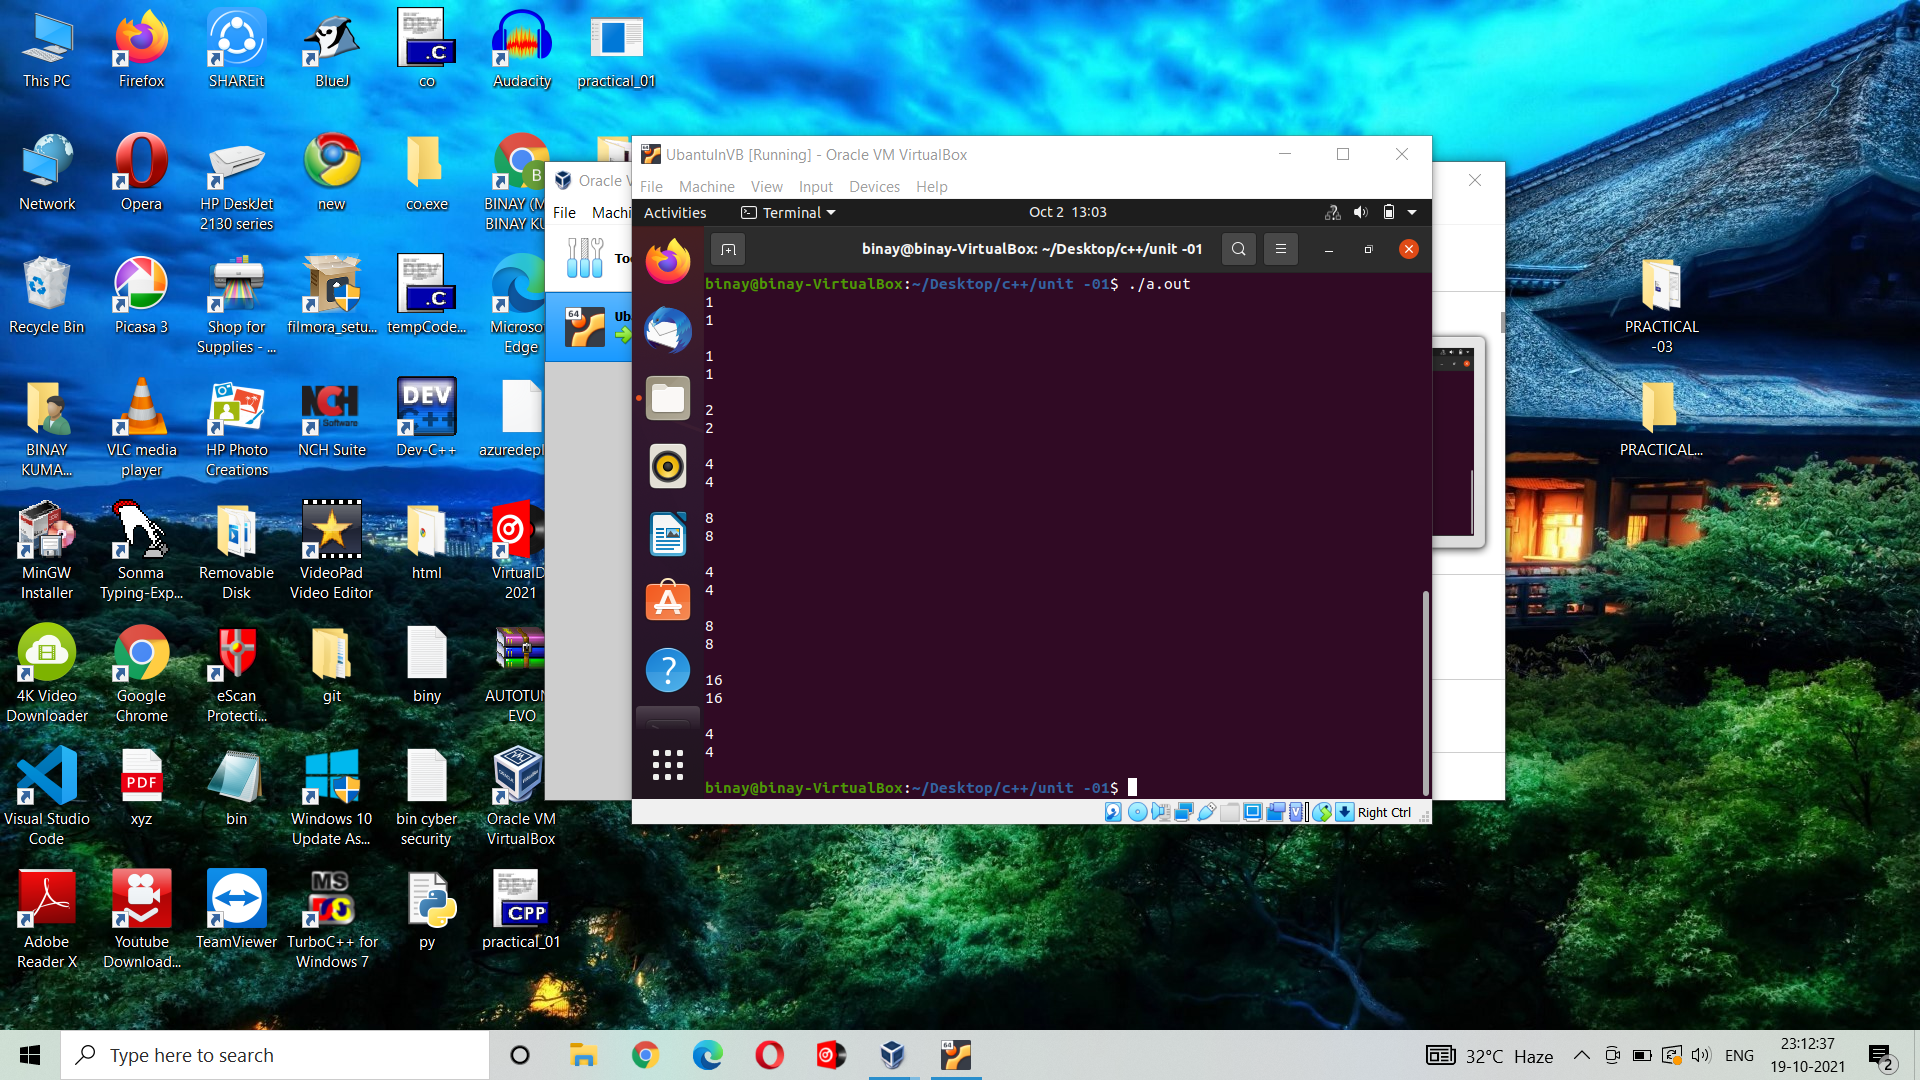 This PC
Firefox
SHAREit
BlueJ
co
Audacity
practical_01
Network
Opera
HP DeskJet
2130 series
new
co.exe
BINAY (M
BINAY KU
Recycle Bin
Picasa 3
Shop for
Supplies - ...
filmora_setu...
tempCode...
Microso
Edge
BINAY
KUMA...
VLC media
player
HP Photo
Creations
NCH Suite
Dev-C++
azuredepl
MinGW
Installer
Sonma
Typing-Exp...
Removable
Disk
VideoPad
Video Editor
html
VirtualD
2021
4K Video
Downloader
Google
Chrome
eScan
Protecti...
git
biny
AUTOTUN
EVO
Visual Studio
Code
xyz
bin
Windows 10
Update As...
bin cyber
security
Oracle VM
VirtualBox
Adobe
Reader X
Youtube
Download...
TeamViewer
TurboC++ for
Windows 7
py
practical_01
PRACTICAL
-03
PRACTICAL...
Oracle V
File Machi
Too
Uba
UbantuInVB [Running] - Oracle VM VirtualBox
File Machine View Input Devices Help
Activities Terminal Oct 2 13:03
binay@binay-VirtualBox: ~/Desktop/c++/unit -01
binay@binay-VirtualBox:~/Desktop/c++/unit -01$ ./a.out
1
1
1
1
2
2
4
4
8
8
4
4
8
8
16
16
4
4
binay@binay-VirtualBox:~/Desktop/c++/unit -01$
Right Ctrl
Type here to search
32°C Haze
ENG
23:12:37
19-10-2021
2